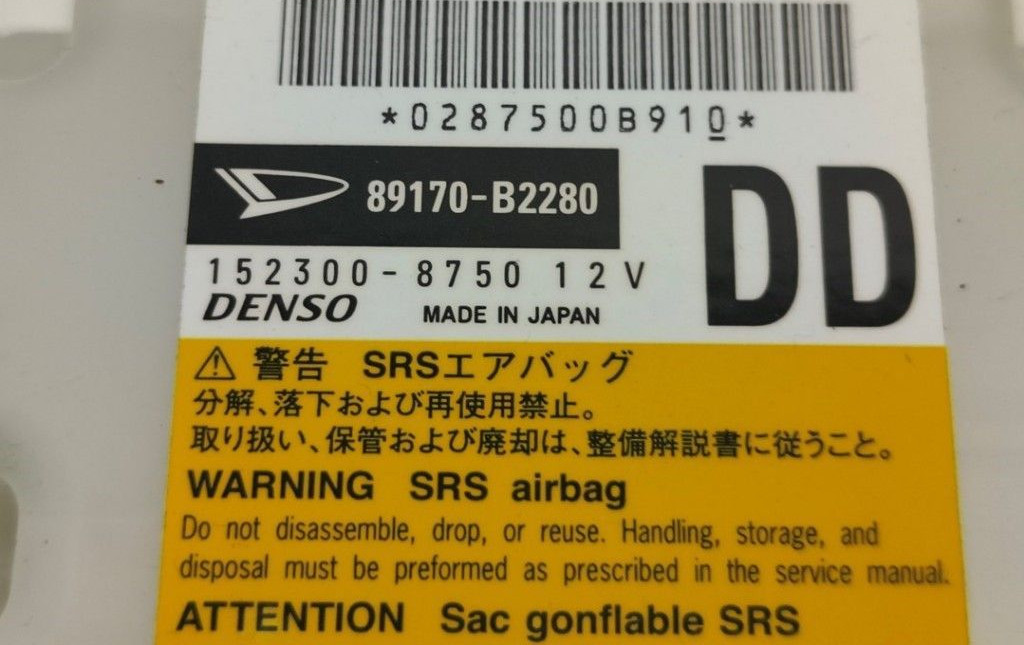 *0287500B910*
89170-B2280
DD
152300-8750 12V
DENSO MADE IN JAPAN
⚠ 警告 SRSエアバッグ
分解、落下および再使用禁止。
取り扱い、保管および廃却は、整備解説書に従うこと。
WARNING SRS airbag
Do not disassemble, drop, or reuse. Handling, storage, and
disposal must be preformed as prescribed in the service manual.
ATTENTION Sac gonflable SRS